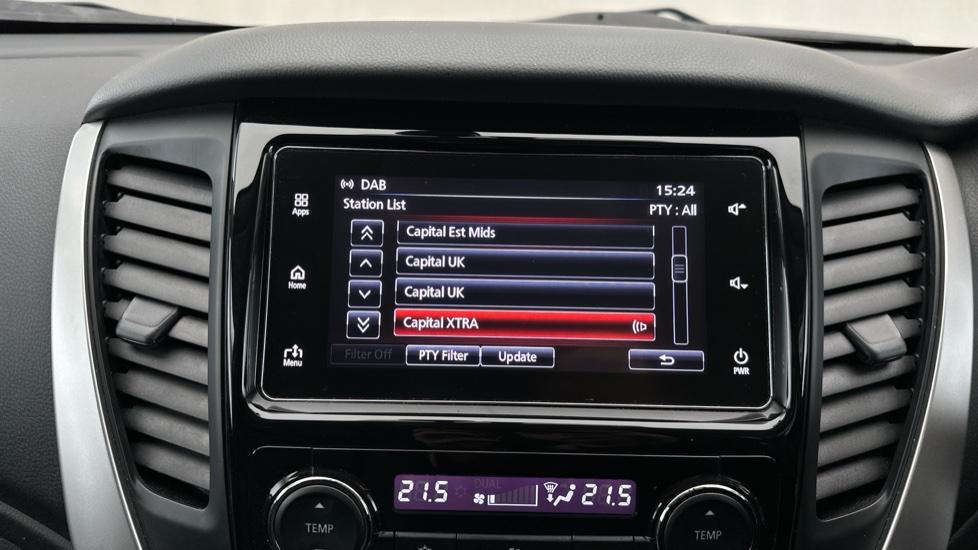 DAB
15:24
Station List
PTY : All
Apps
Capital Est Mids
Capital UK
Home
Capital UK
Capital XTRA
Menu
Filter Off
PTY Filter
Update
PWR
21.5
DUAL
21.5
TEMP
TEMP